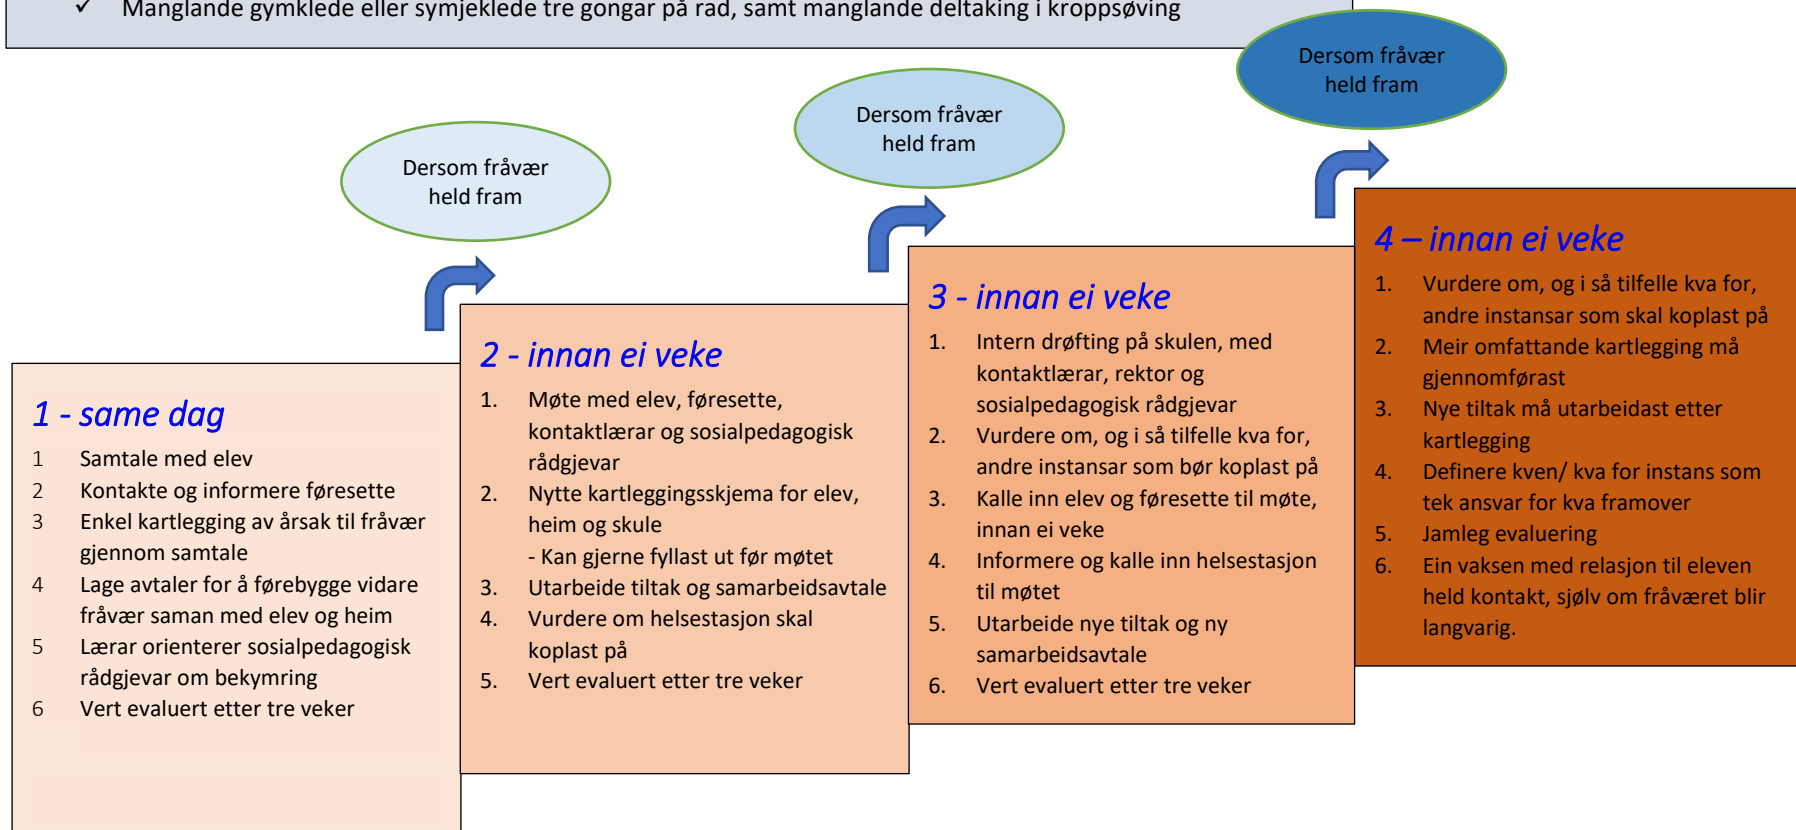 ✓ Manglande gymklede eller symjeklede tre gongar på rad, samt manglande deltaking i kroppsøving
Dersom fråvær
held fram
Dersom fråvær
held fram
Dersom fråvær
held fram
1 - same dag
1 Samtale med elev
2 Kontakte og informere føresette
3 Enkel kartlegging av årsak til fråvær
gjennom samtale
4 Lage avtaler for å førebygge vidare
fråvær saman med elev og heim
5 Lærar orienterer sosialpedagogisk
rådgjevar om bekymring
6 Vert evaluert etter tre veker
2 - innan ei veke
1. Møte med elev, føresette,
kontaktlærar og sosialpedagogisk
rådgjevar
2. Nytte kartleggingsskjema for elev,
heim og skule
- Kan gjerne fyllast ut før møtet
3. Utarbeide tiltak og samarbeidsavtale
4. Vurdere om helsestasjon skal
koplast på
5. Vert evaluert etter tre veker
3 - innan ei veke
1. Intern drøfting på skulen, med
kontaktlærar, rektor og
sosialpedagogisk rådgjevar
2. Vurdere om, og i så tilfelle kva for,
andre instansar som bør koplast på
3. Kalle inn elev og føresette til møte,
innan ei veke
4. Informere og kalle inn helsestasjon
til møtet
5. Utarbeide nye tiltak og ny
samarbeidsavtale
6. Vert evaluert etter tre veker
4 – innan ei veke
1. Vurdere om, og i så tilfelle kva for,
andre instansar som skal koplast på
2. Meir omfattande kartlegging må
gjennomførast
3. Nye tiltak må utarbeidast etter
kartlegging
4. Definere kven/ kva for instans som
tek ansvar for kva framover
5. Jamleg evaluering
6. Ein vaksen med relasjon til eleven
held kontakt, sjølv om fråværet blir
langvarig.